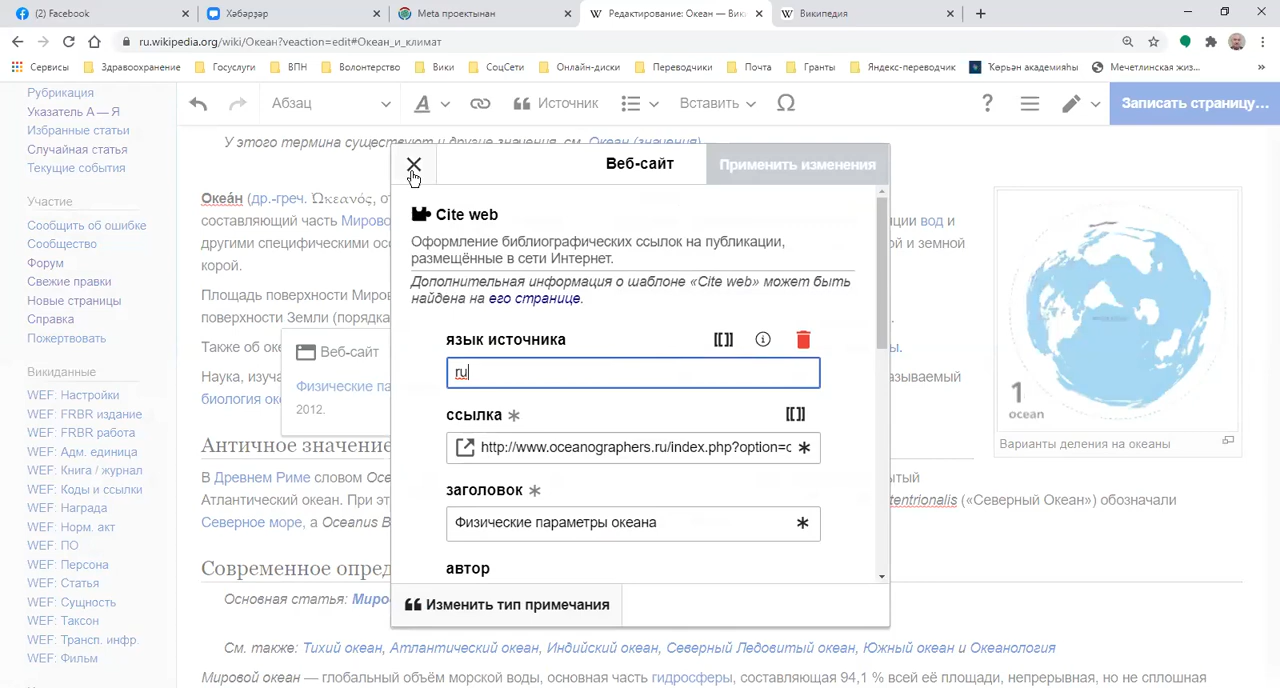 (2) Facebook
Хәбәрҙәр
Meta проектынан
Редактирование: Океан — Вик
Википедия
ru.wikipedia.org/wiki/Океан?veaction=edit#Океан_и_климат
Сервисы
Здравоохранение
Госуслуги
ВПН
Волонтерство
Вики
СоцСети
Онлайн-диски
Переводчики
Почта
Гранты
Яндекс-переводчик
Ҡөрьән академияһы
Мечетлинская жиз...
»
Рубрикация
Указатель А — Я
Избранные статьи
Случайная статья
Текущие события
Участие
Сообщить об ошибке
Сообщество
Форум
Свежие правки
Новые страницы
Справка
Пожертвовать
Викиданные
WEF: Настройки
WEF: FRBR издание
WEF: FRBR работа
WEF: Адм. единица
WEF: Книга / журнал
WEF: Коды и ссылки
WEF: Награда
WEF: Норм. акт
WEF: ПО
WEF: Персона
WEF: Статья
WEF: Сущность
WEF: Таксон
WEF: Трансп. инфр.
WEF: Фильм
Абзац
A
Источник
Вставить
Ω
?
Записать страницу...
У этого термина существуют и другие значения, см. Океан (значения).
Океа́н (др.-греч. Ὠκεανός, от
составляющий часть Мирово
ции вод и
другими специфическими осо
й и земной
корой.
Площадь поверхности Миров
поверхности Земли (порядка
Также об оке
ы.
Наука, изуча
азываемый
биология оке
Веб-сайт
Физические па
2012.
Античное значение
В Древнем Риме словом Oce
ытый
Атлантический океан. При эт
tentrionalis («Северный Океан») обозначали
Северное море, а Oceanus B
Современное опред
Основная статья: Миро
См. также: Тихий океан, Атлантический океан, Индийский океан, Северный Ледовитый океан, Южный океан и Океанология
Мировой океан — глобальный объём морской воды, основная часть гидросферы, составляющая 94,1 % всей её площади, непрерывная, но не сплошная
1
ocean
Варианты деления на океаны
Веб-сайт
Применить изменения
Cite web
Оформление библиографических ссылок на публикации,
размещённые в сети Интернет.
Дополнительная информация о шаблоне «Cite web» может быть
найдена на его странице.
язык источника
[[]]
ru
ссылка
[[]]
http://www.oceanographers.ru/index.php?option=c
заголовок
Физические параметры океана
автор
Изменить тип примечания